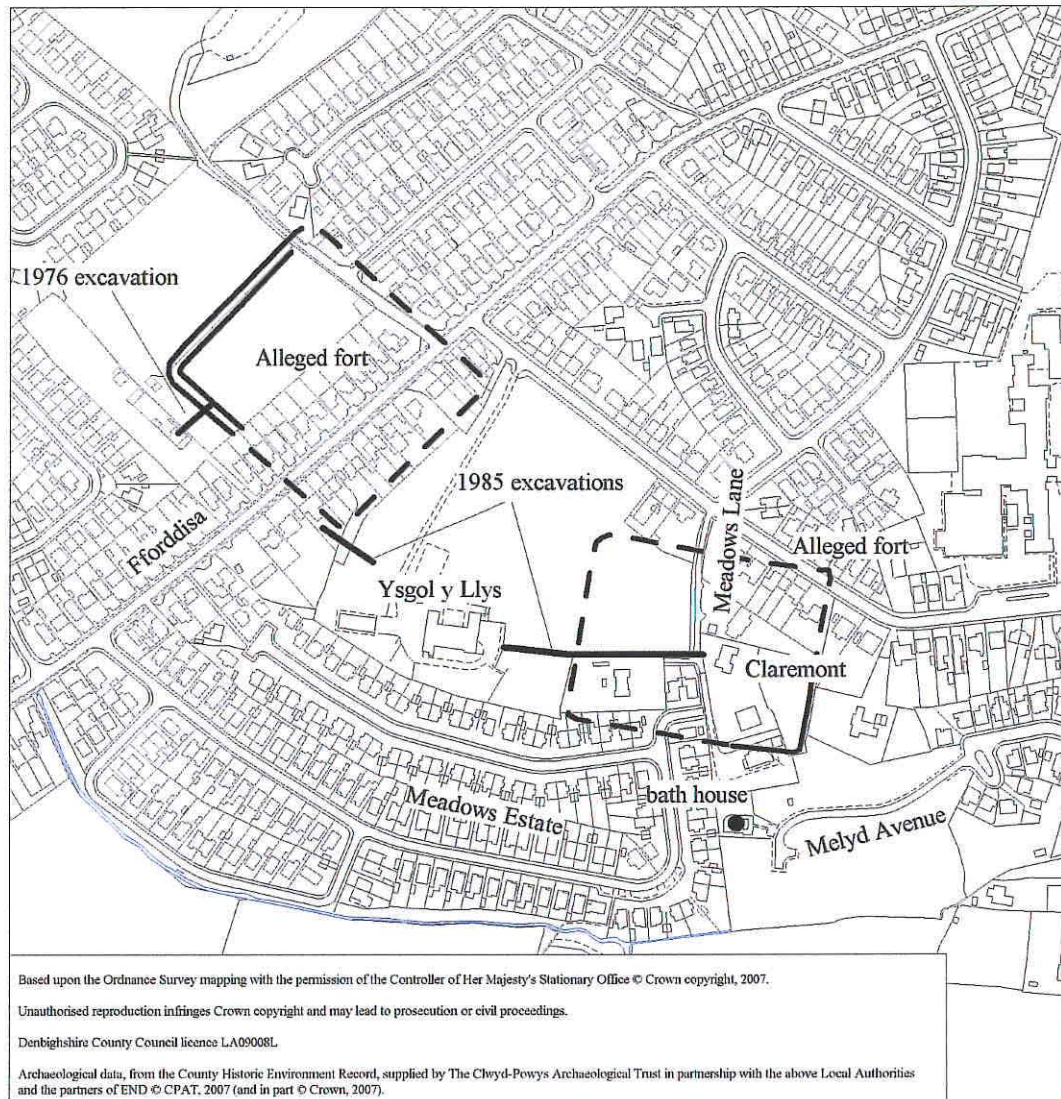 1976 excavation
Alleged fort
1985 excavations
Fforddisa
Ysgol y Llys
Meadows Lane
Alleged fort
Claremont
Meadows Estate
bath house
Melyd Avenue
Based upon the Ordnance Survey mapping with the permission of the Controller of Her Majesty's Stationary Office © Crown copyright, 2007.
Unauthorised reproduction infringes Crown copyright and may lead to prosecution or civil proceedings.
Denbighshire County Council licence LA09008L
Archaeological data, from the County Historic Environment Record, supplied by The Clwyd-Powys Archaeological Trust in partnership with the above Local Authorities
and the partners of END © CPAT, 2007 (and in part © Crown, 2007).